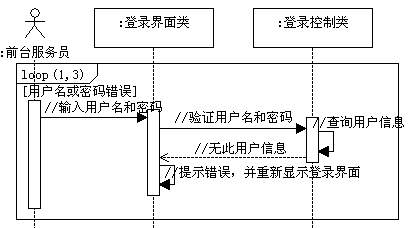 :登录界面类
:登录控制类
:前台服务员
loop(1,3)
[用户名或密码错误]
//输入用户名和密码
//验证用户名和密码
//查询用户信息
//无此用户信息
//提示错误,并重新显示登录界面